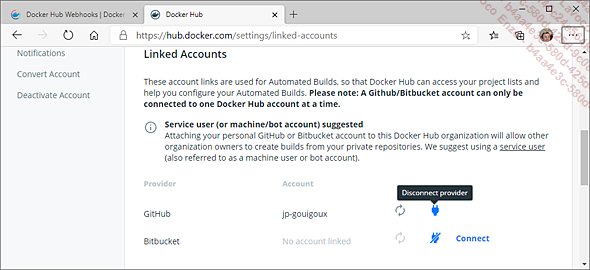 Docker Hub Webhooks | Docker
Docker Hub
https://hub.docker.com/settings/linked-accounts
Notifications
Convert Account
Deactivate Account
Linked Accounts
These account links are used for Automated Builds, so that Docker Hub can access your project lists and
help you configure your Automated Builds. Please note: A Github/Bitbucket account can only be
connected to one Docker Hub account at a time.
Service user (or machine/bot account) suggested
Attaching your personal GitHub or Bitbucket account to this Docker Hub organization will allow other
organization owners to create builds from your private repositories. We suggest using a service user
(also referred to as a machine user or bot account).
Provider Account
Disconnect provider
GitHub jp-gouigoux
Bitbucket No account linked Connect